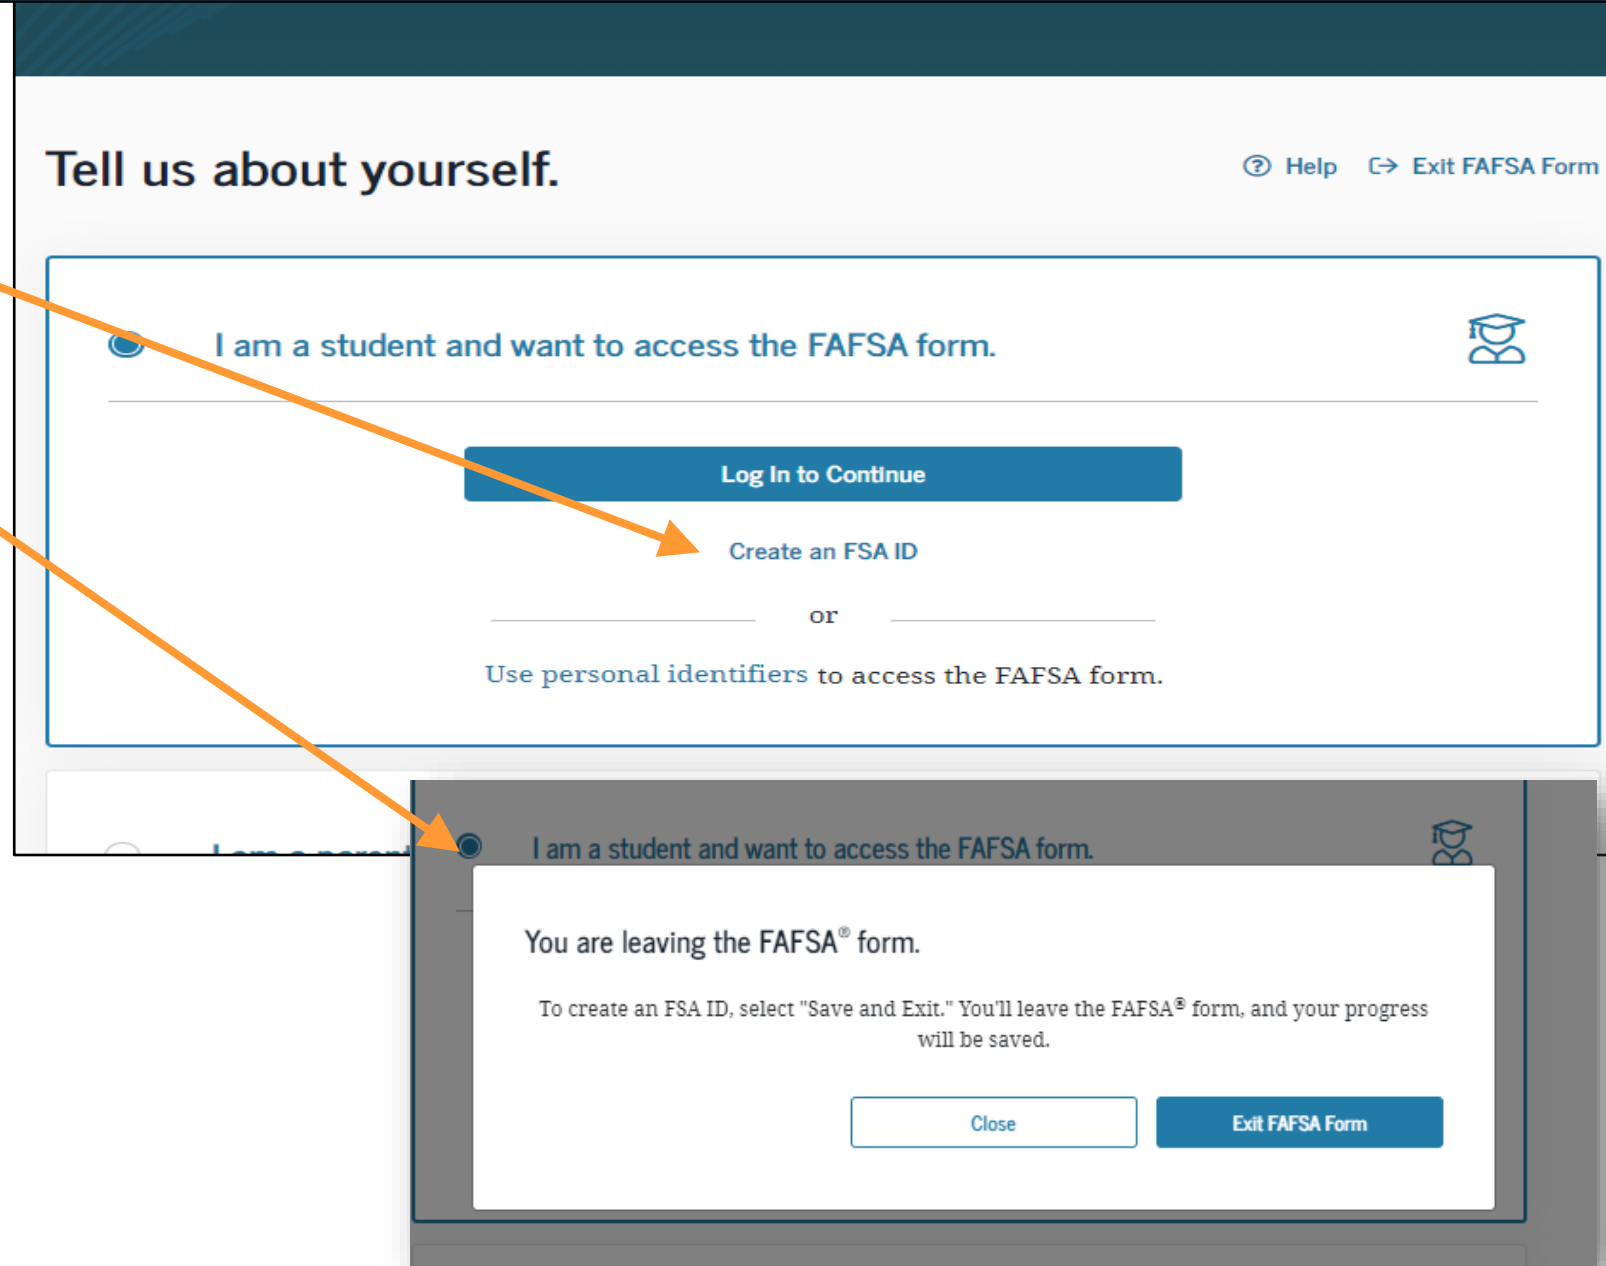 Tell us about yourself.
Help Exit FAFSA Form
I am a student and want to access the FAFSA form.
Log In to Continue
Create an FSA ID
or
Use personal identifiers to access the FAFSA form.
I am a parent
I am a student and want to access the FAFSA form.
You are leaving the FAFSA® form.
To create an FSA ID, select "Save and Exit." You'll leave the FAFSA® form, and your progress
will be saved.
Close Exit FAFSA Form